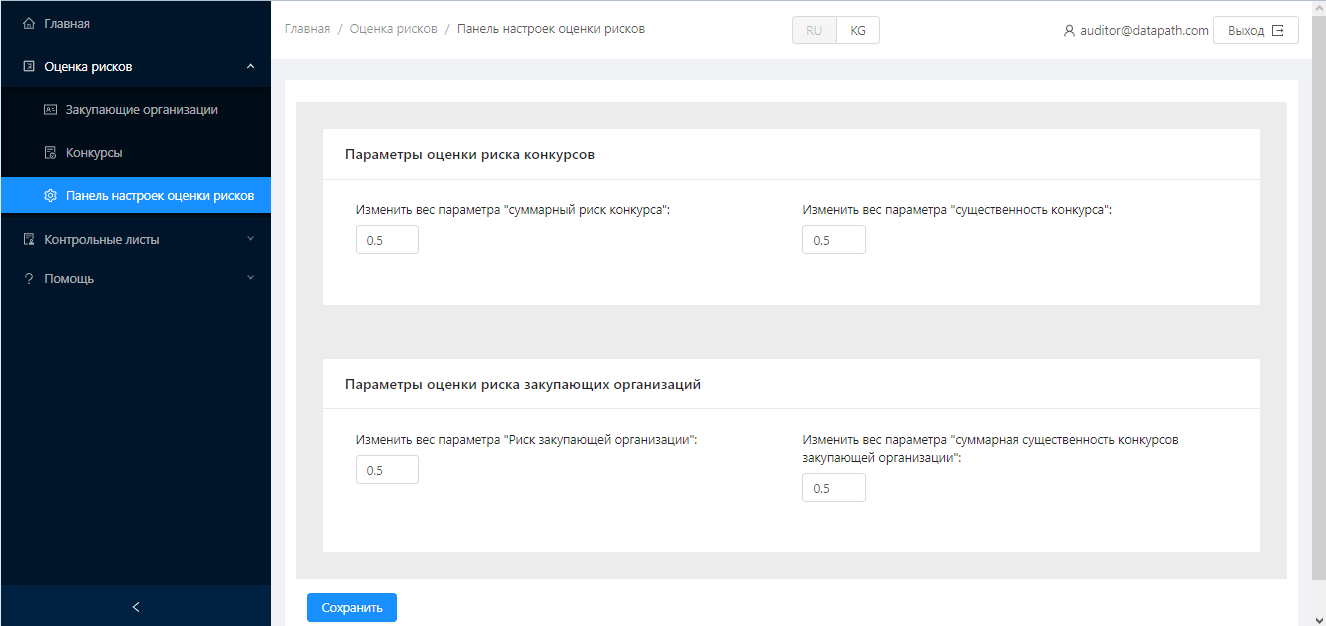 Главная
Оценка рисков
Закупающие организации
Конкурсы
Панель настроек оценки рисков
Контрольные листы
Помощь
Главная / Оценка рисков / Панель настроек оценки рисков
RU KG
auditor@datapath.com
Выход
Параметры оценки риска конкурсов
Изменить вес параметра "суммарный риск конкурса":
0.5
Изменить вес параметра "существенность конкурса":
0.5
Параметры оценки риска закупающих организаций
Изменить вес параметра "Риск закупающей организации":
0.5
Изменить вес параметра "суммарная существенность конкурсов
закупающей организации":
0.5
Сохранить